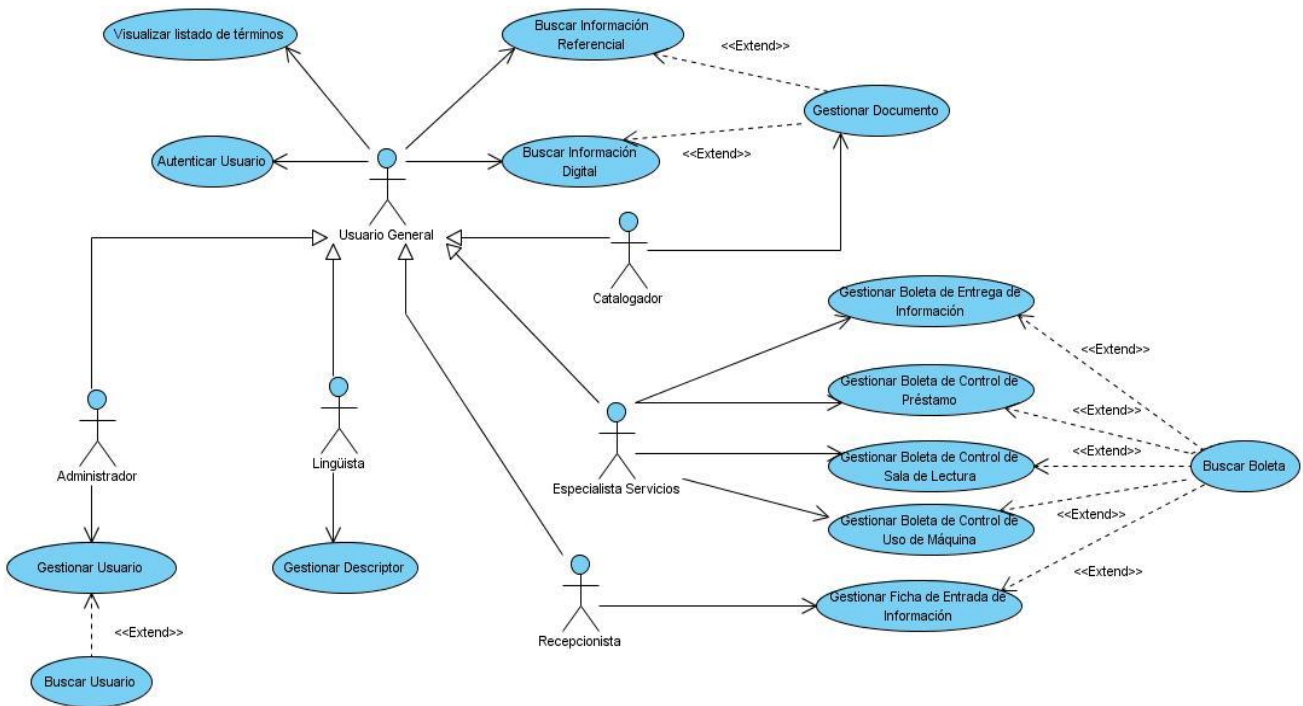 Visualizar listado de términos
Buscar Información
Referencial
<<Extend>>
Gestionar Documento
Autenticar Usuario
Buscar Información
Digital
<<Extend>>
Usuario General
Catalogador
Gestionar Boleta de Entrega de
Información
<<Extend>>
Gestionar Boleta de Control de
Préstamo
<<Extend>>
Administrador
Lingüista
Especialista Servicios
Gestionar Boleta de Control de
Sala de Lectura
<<Extend>>
Buscar Boleta
Gestionar Boleta de Control de
Uso de Máquina
<<Extend>>
Gestionar Usuario
Gestionar Descriptor
<<Extend>>
Gestionar Ficha de Entrada de
Información
Recepcionista
<<Extend>>
Buscar Usuario